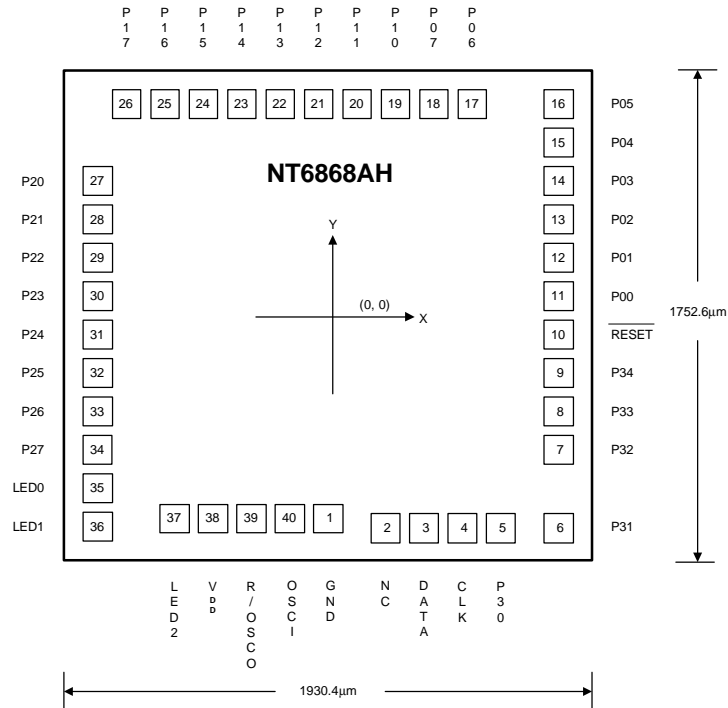 P17 P16 P15 P14 P13 P12 P11 P10 P07 P06
26 25 24 23 22 21 20 19 18 17 16 P05
15 P04
NT6868AH
P20 27 14 P03
P21 28 13 P02
Y
P22 29 12 P01
P23 30 11 P00
(0, 0)
X
1752.6μm
P24 31 10 RESET
P25 32 9 P34
P26 33 8 P33
P27 34 7 P32
LED0 35
37 38 39 40 1
LED1 36 2 3 4 5 6 P31
LED2 VDD R/OSCO OSCI GND NC DATA CLK P30
1930.4μm